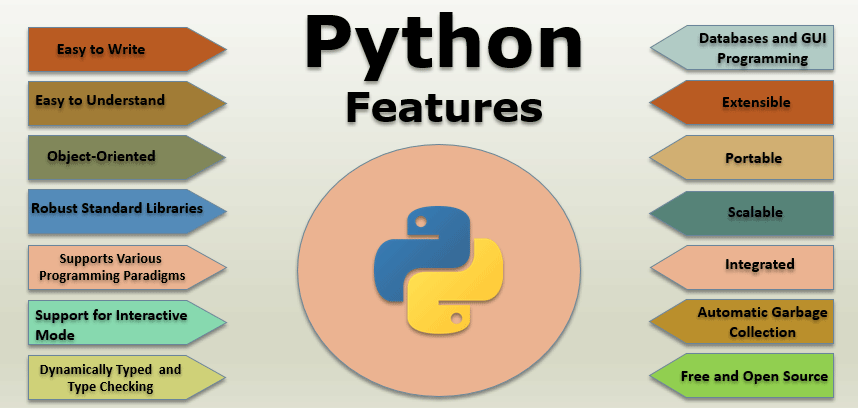 Python
Features
Easy to Write
Easy to Understand
Object-Oriented
Robust Standard Libraries
Supports Various
Programming Paradigms
Support for Interactive
Mode
Dynamically Typed and
Type Checking
Databases and GUI
Programming
Extensible
Portable
Scalable
Integrated
Automatic Garbage
Collection
Free and Open Source